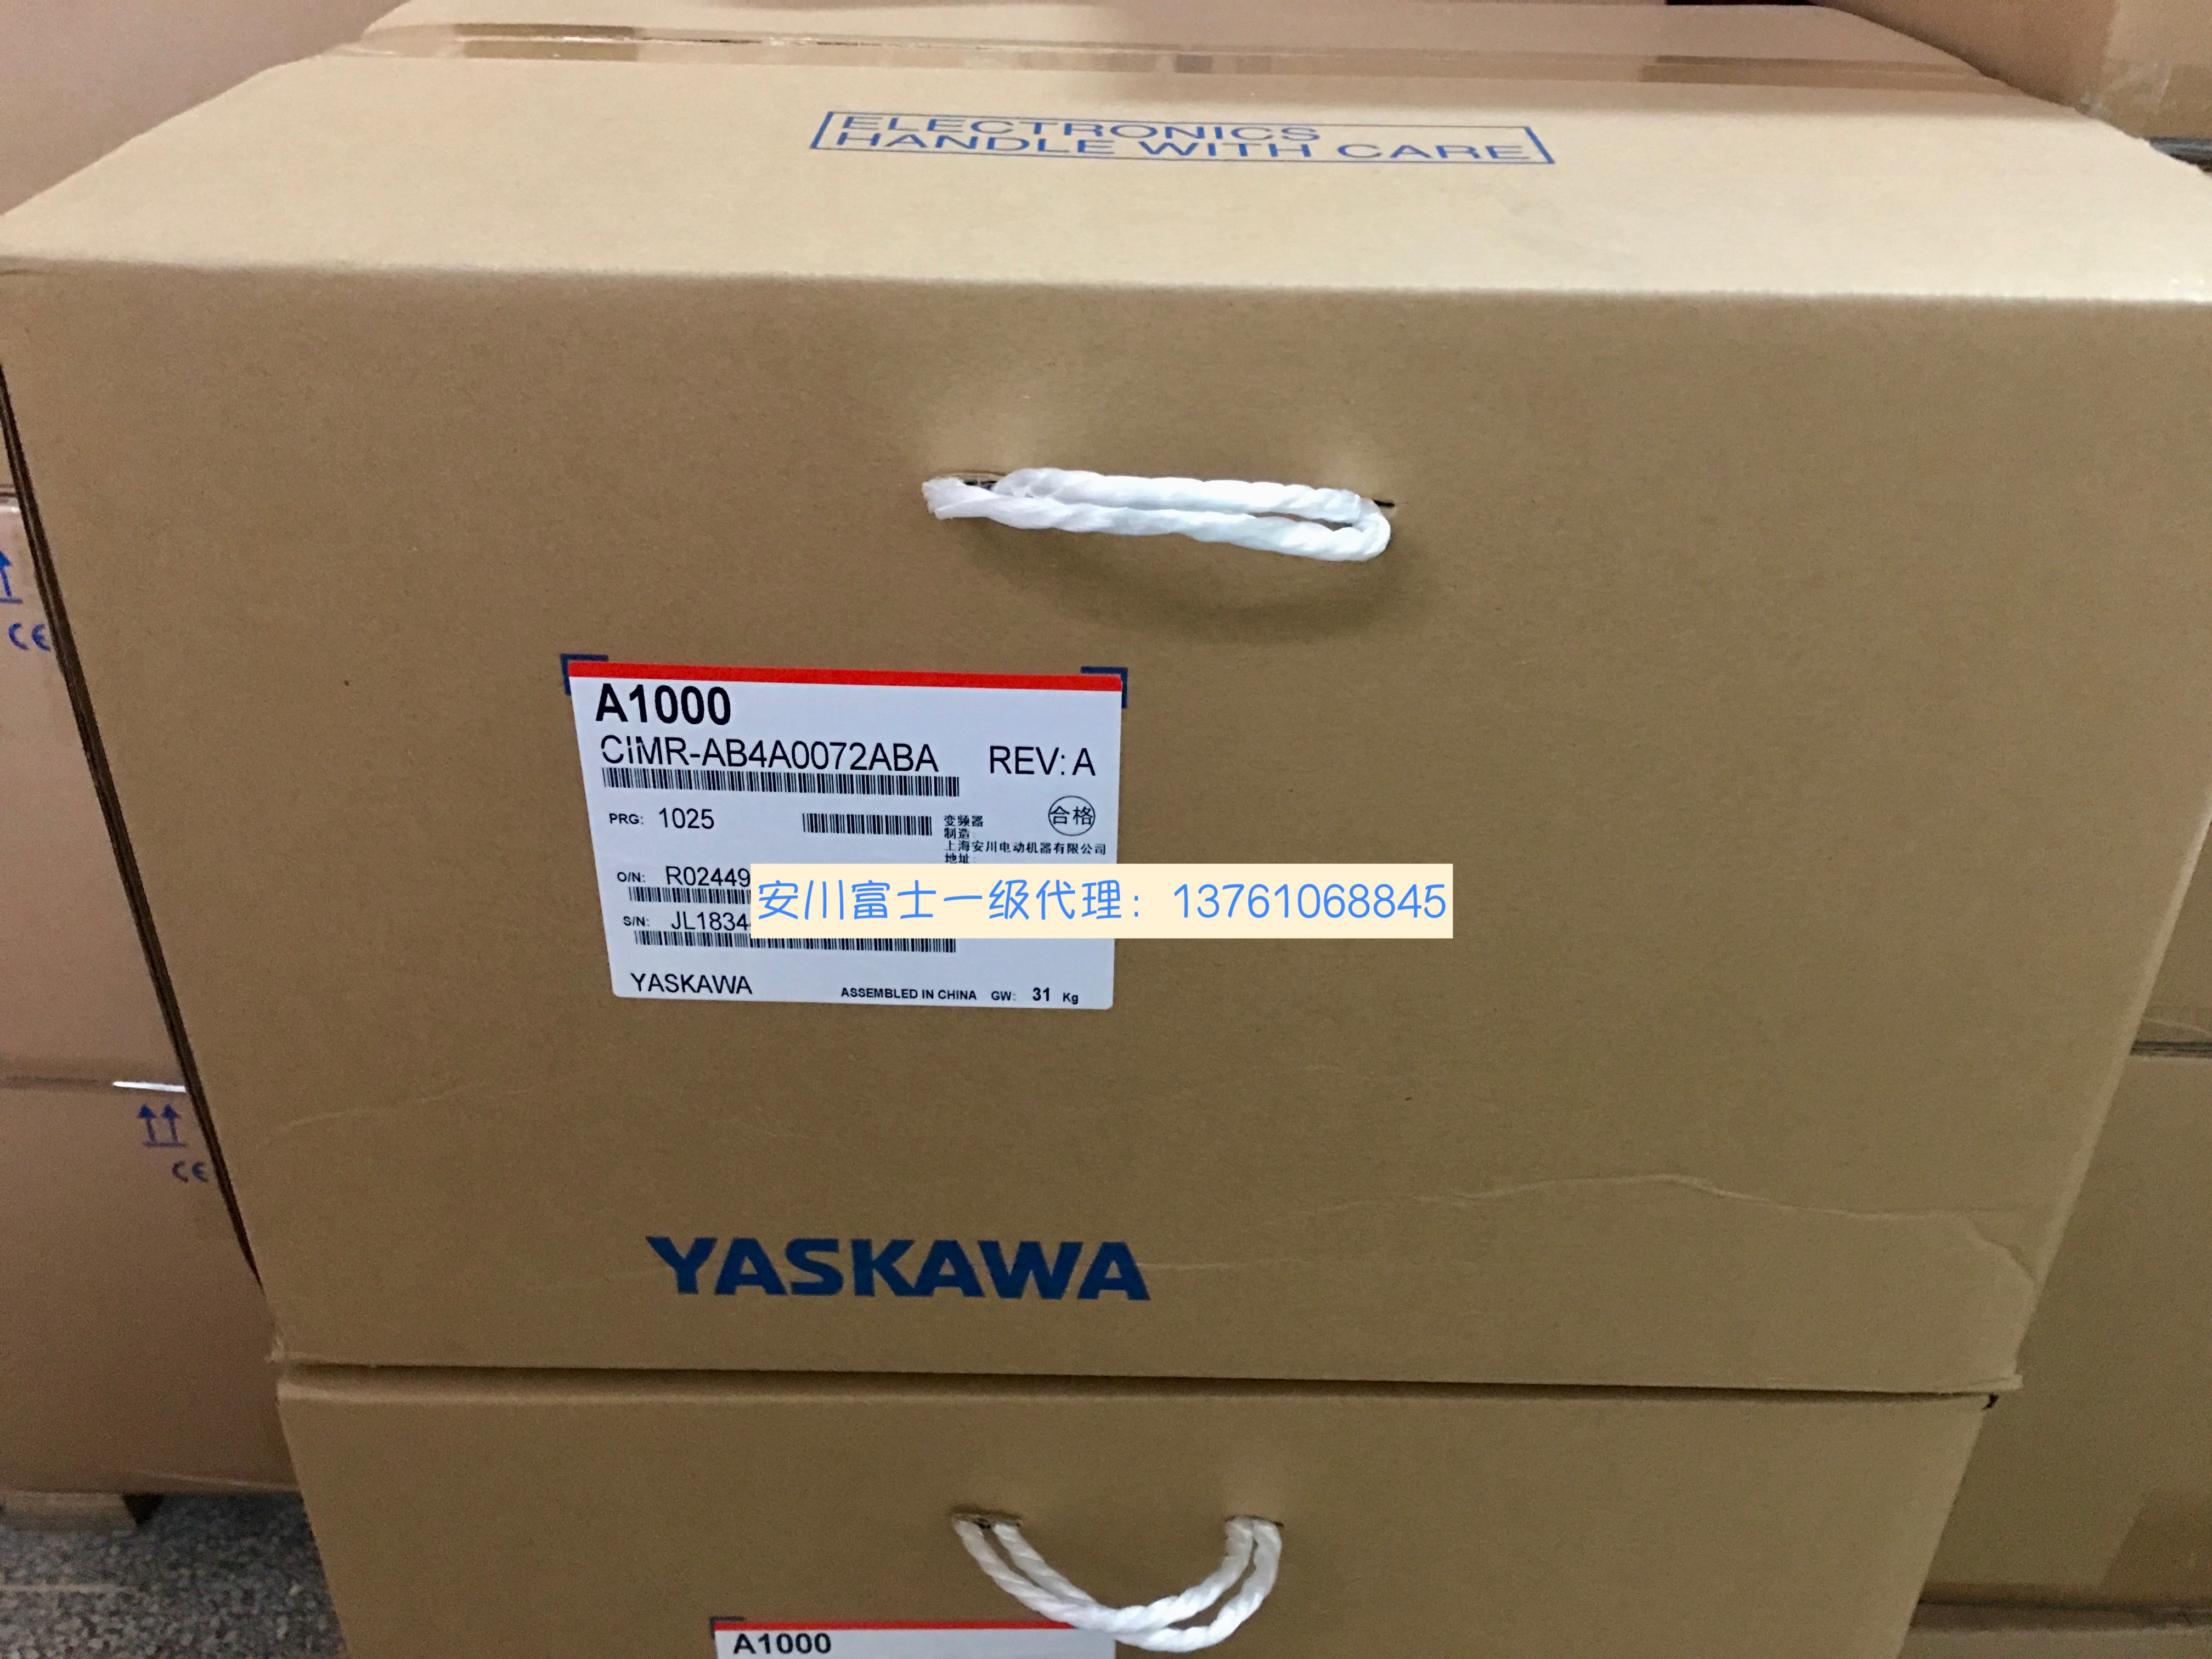 ELECTRONICS
HANDLE WITH CARE
A1000
CIMR-AB4A0072ABA REV: A
PRG: 1025
合格
变频器
制造:
上海安川电动机器有限公司
地址:
O/N: R02449
安川富士一级代理：13761068845
S/N: JL1834
YASKAWA ASSEMBLED IN CHINA GW: 31 Kg
CE
CE
YASKAWA
A1000